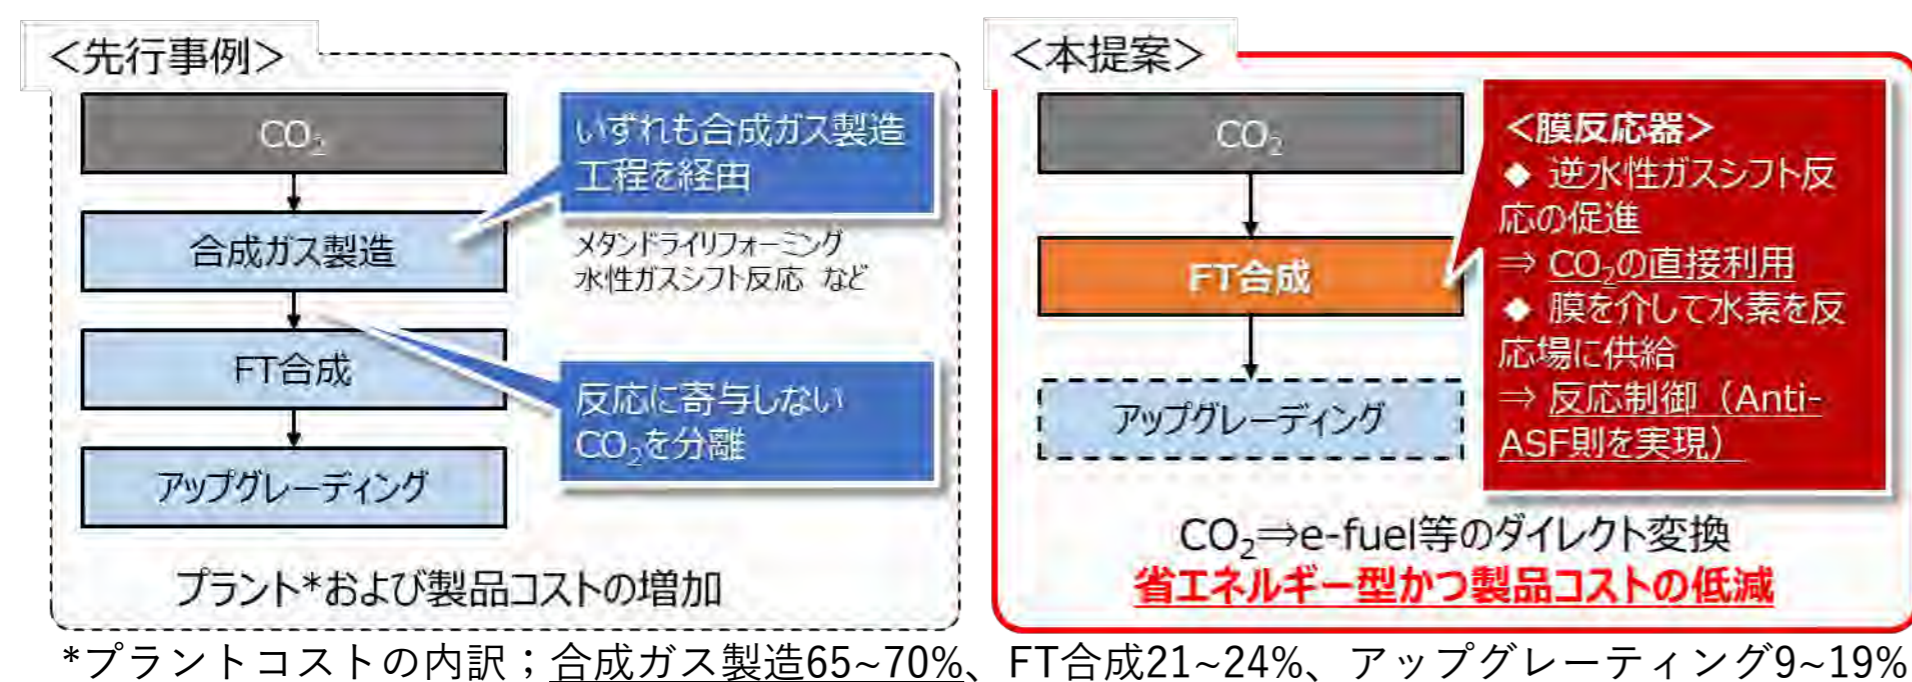 <先行事例>
CO₂
合成ガス製造
FT合成
アップグレーディング
いずれも合成ガス製造
工程を経由
メタンドライリフォーミング
水性ガスシフト反応 など
反応に寄与しない
CO₂を分離
プラント*および製品コストの増加
<本提案>
CO₂
FT合成
アップグレーディング
<膜反応器>
◆ 逆水性ガスシフト反
応の促進
⇒ CO₂の直接利用
◆ 膜を介して水素を反
応場に供給
⇒ 反応制御（Anti-
ASF則を実現）
CO₂⇒e-fuel等のダイレクト変換
省エネルギー型かつ製品コストの低減
*プラントコストの内訳；合成ガス製造65~70%、FT合成21~24%、アップグレーティング9~19%